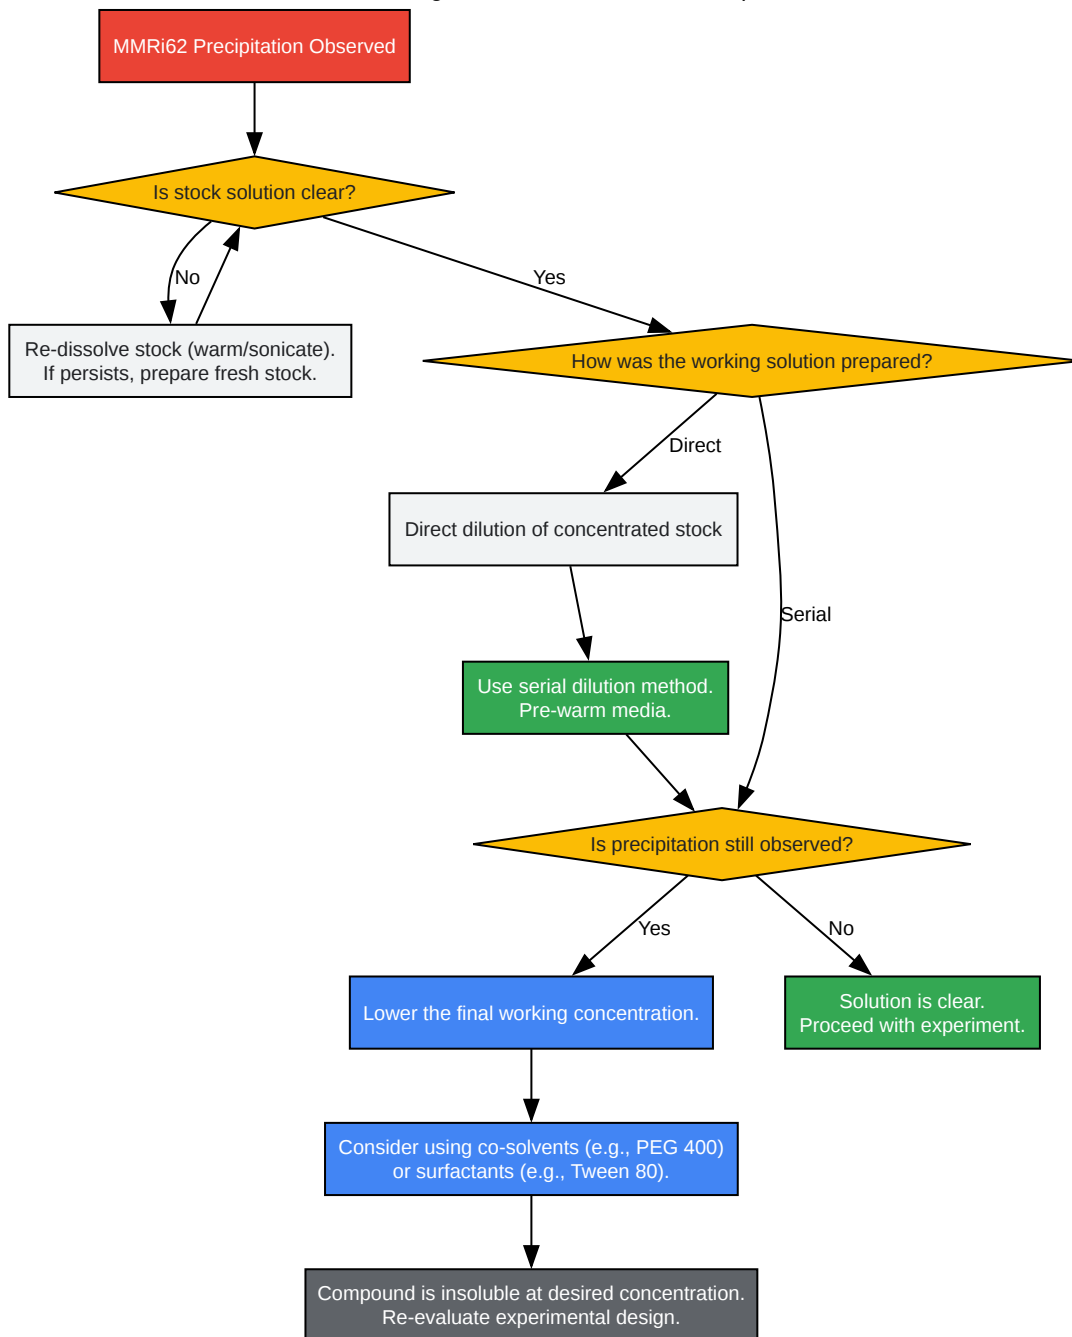 MMRi62 Precipitation Observed
Is stock solution clear?
No
Yes
Re-dissolve stock (warm/sonicate).
If persists, prepare fresh stock.
How was the working solution prepared?
Direct
Direct dilution of concentrated stock
Serial
Use serial dilution method.
Pre-warm media.
Is precipitation still observed?
Yes
No
Lower the final working concentration.
Solution is clear.
Proceed with experiment.
Consider using co-solvents (e.g., PEG 400)
or surfactants (e.g., Tween 80).
Compound is insoluble at desired concentration.
Re-evaluate experimental design.